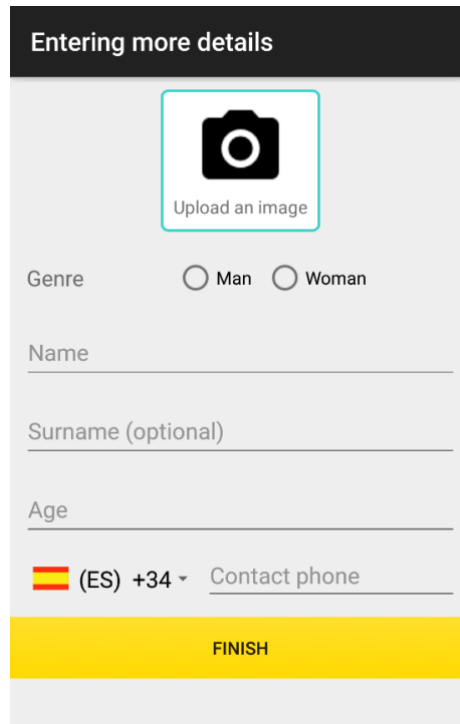 Entering more details
Upload an image
Genre Man Woman
Name
Surname (optional)
Age
(ES) +34 Contact phone
FINISH